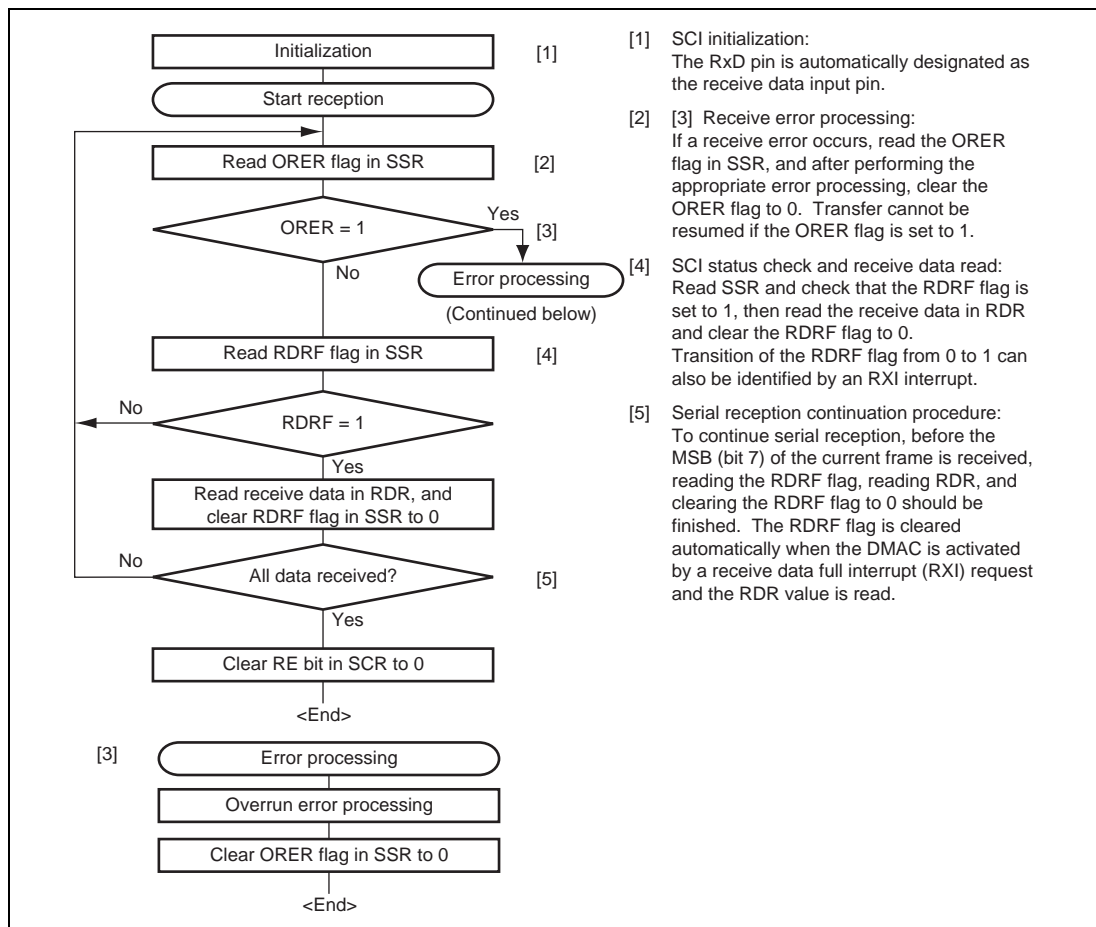 Initialization
[1]
Start reception
Read ORER flag in SSR
[2]
ORER = 1
Yes
[3]
No
Error processing
(Continued below)
Read RDRF flag in SSR
[4]
No
RDRF = 1
Yes
Read receive data in RDR, and
clear RDRF flag in SSR to 0
No
All data received?
[5]
Yes
Clear RE bit in SCR to 0
<End>
[3]
Error processing
Overrun error processing
Clear ORER flag in SSR to 0
<End>
[1] SCI initialization:
The RxD pin is automatically designated as
the receive data input pin.
[2] [3] Receive error processing:
If a receive error occurs, read the ORER
flag in SSR, and after performing the
appropriate error processing, clear the
ORER flag to 0. Transfer cannot be
resumed if the ORER flag is set to 1.
[4] SCI status check and receive data read:
Read SSR and check that the RDRF flag is
set to 1, then read the receive data in RDR
and clear the RDRF flag to 0.
Transition of the RDRF flag from 0 to 1 can
also be identified by an RXI interrupt.
[5] Serial reception continuation procedure:
To continue serial reception, before the
MSB (bit 7) of the current frame is received,
reading the RDRF flag, reading RDR, and
clearing the RDRF flag to 0 should be
finished. The RDRF flag is cleared
automatically when the DMAC is activated
by a receive data full interrupt (RXI) request
and the RDR value is read.